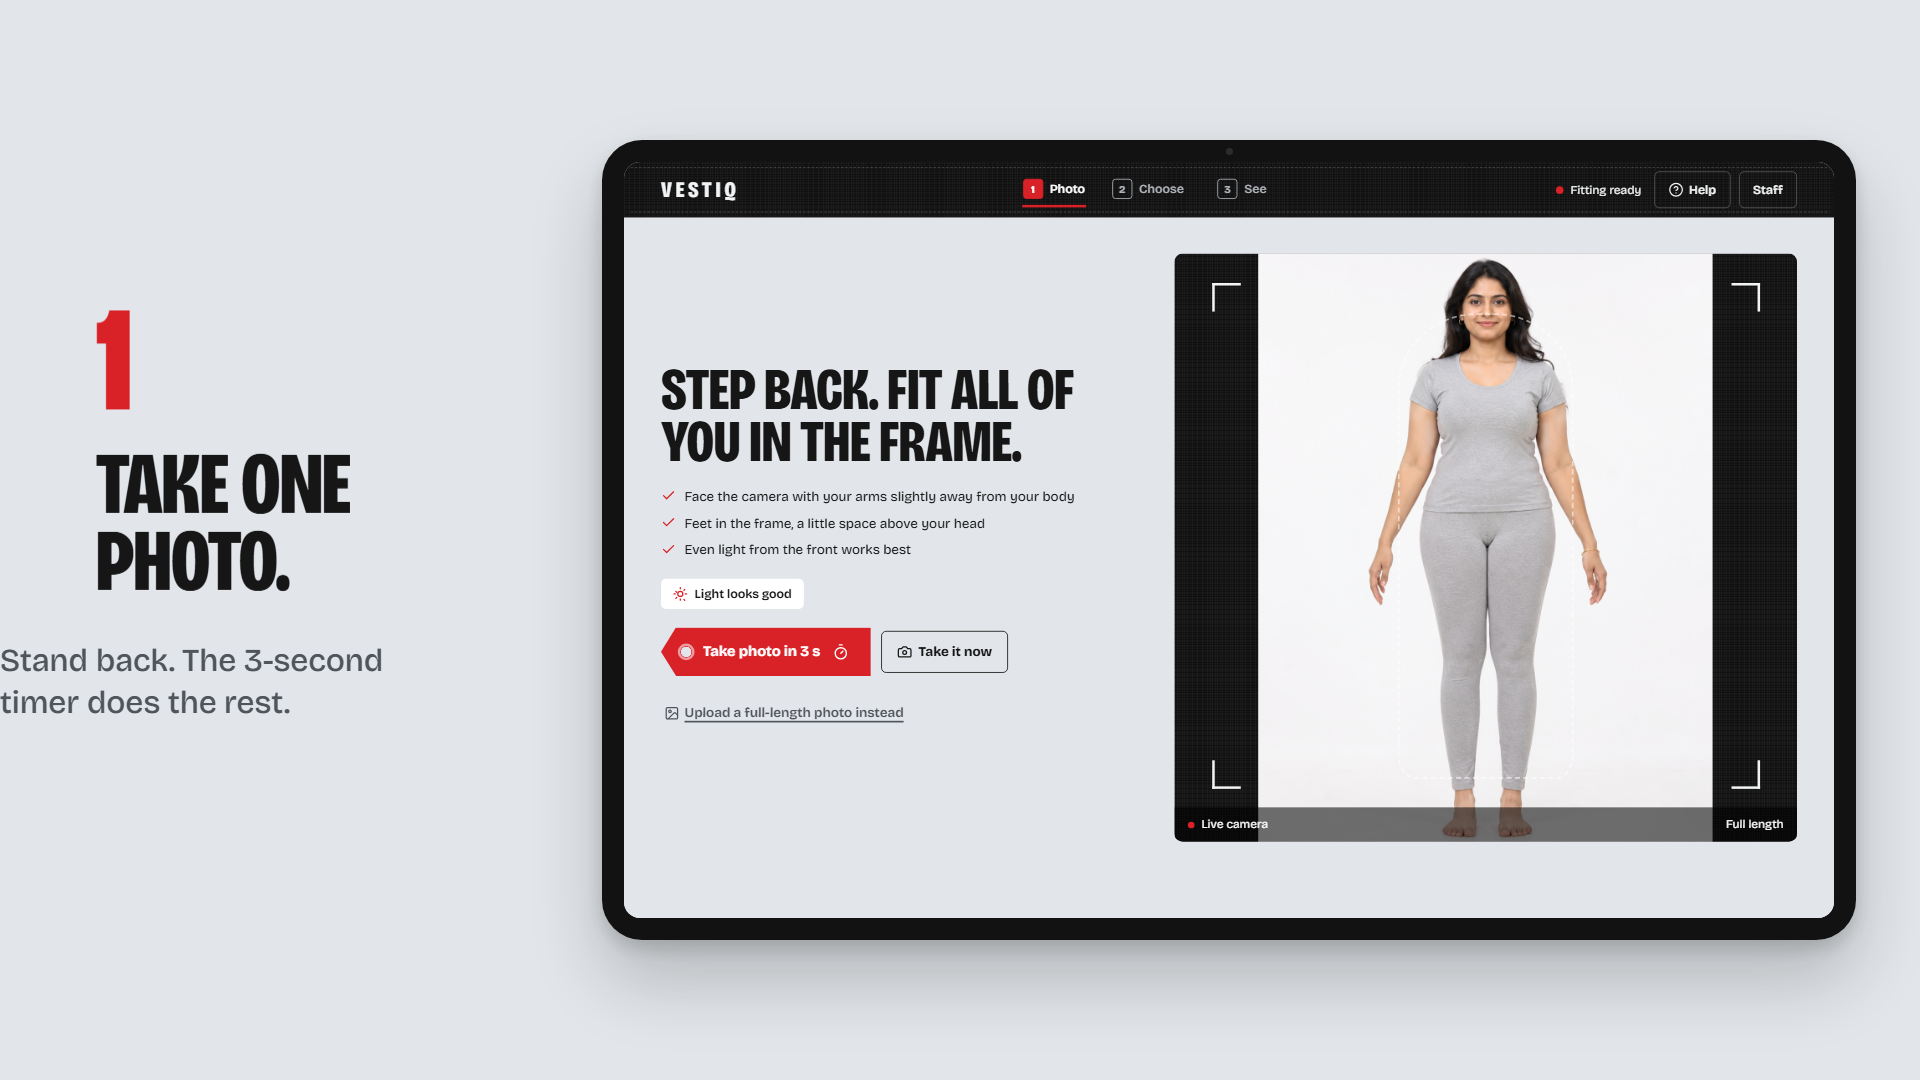 1
TAKE ONE
PHOTO.
Stand back. The 3-second
timer does the rest.
VESTIQ
1 Photo
2 Choose
3 See
Fitting ready
Help
Staff
STEP BACK. FIT ALL OF
YOU IN THE FRAME.
Face the camera with your arms slightly away from your body
Feet in the frame, a little space above your head
Even light from the front works best
Light looks good
Take photo in 3 s
Take it now
Upload a full-length photo instead
Live camera
Full length